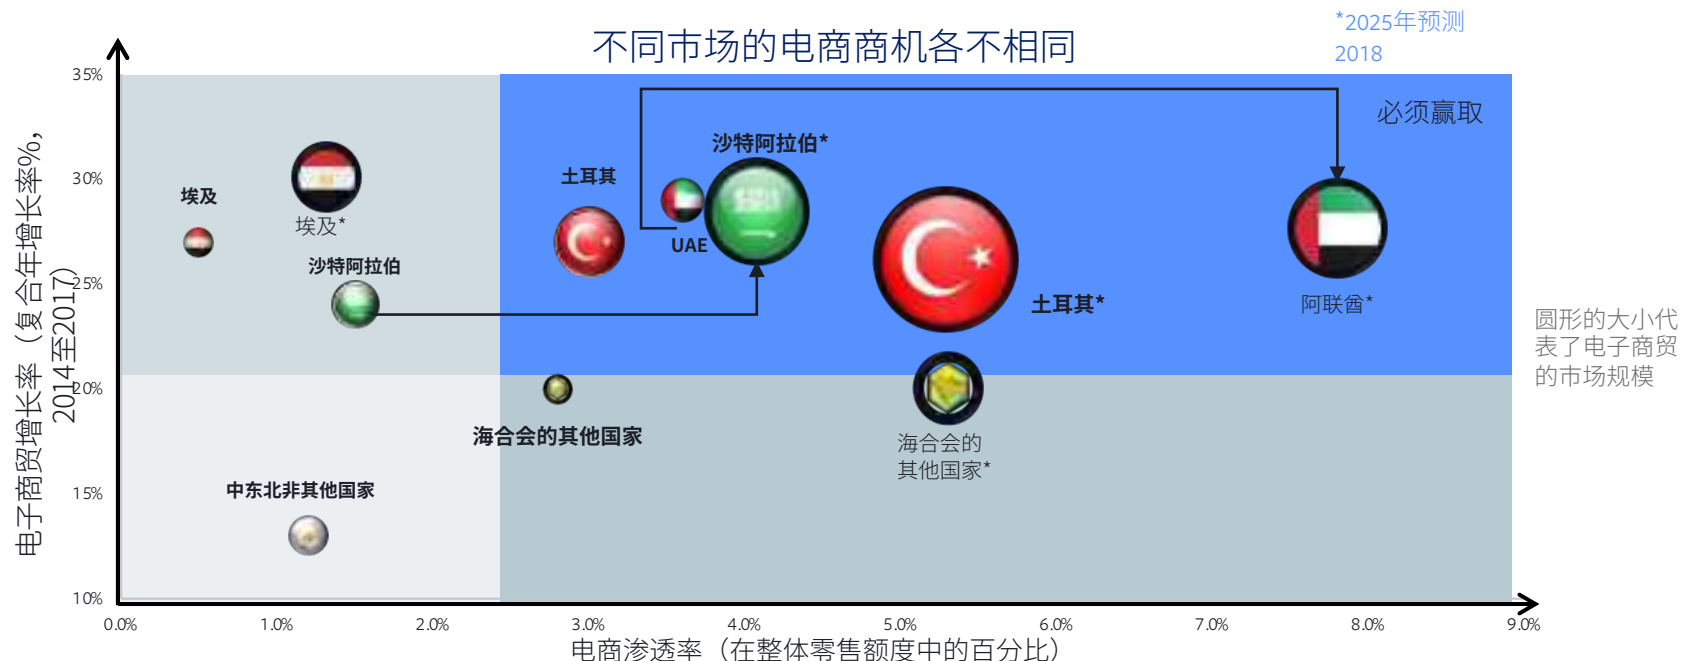 *2025年预测
2018
不同市场的电商商机各不相同
必须赢取
35%
30%
25%
20%
15%
10%
电子商贸增长率（复合年增长率%，
2014至2017）
埃及
埃及*
沙特阿拉伯
土耳其
UAE
沙特阿拉伯*
土耳其*
阿联酋*
海合会的其他国家
海合会的
其他国家*
中东北非其他国家
圆形的大小代
表了电子商贸
的市场规模
0.0%
1.0%
2.0%
3.0%
4.0%
5.0%
6.0%
7.0%
8.0%
9.0%
电商渗透率（在整体零售额度中的百分比）